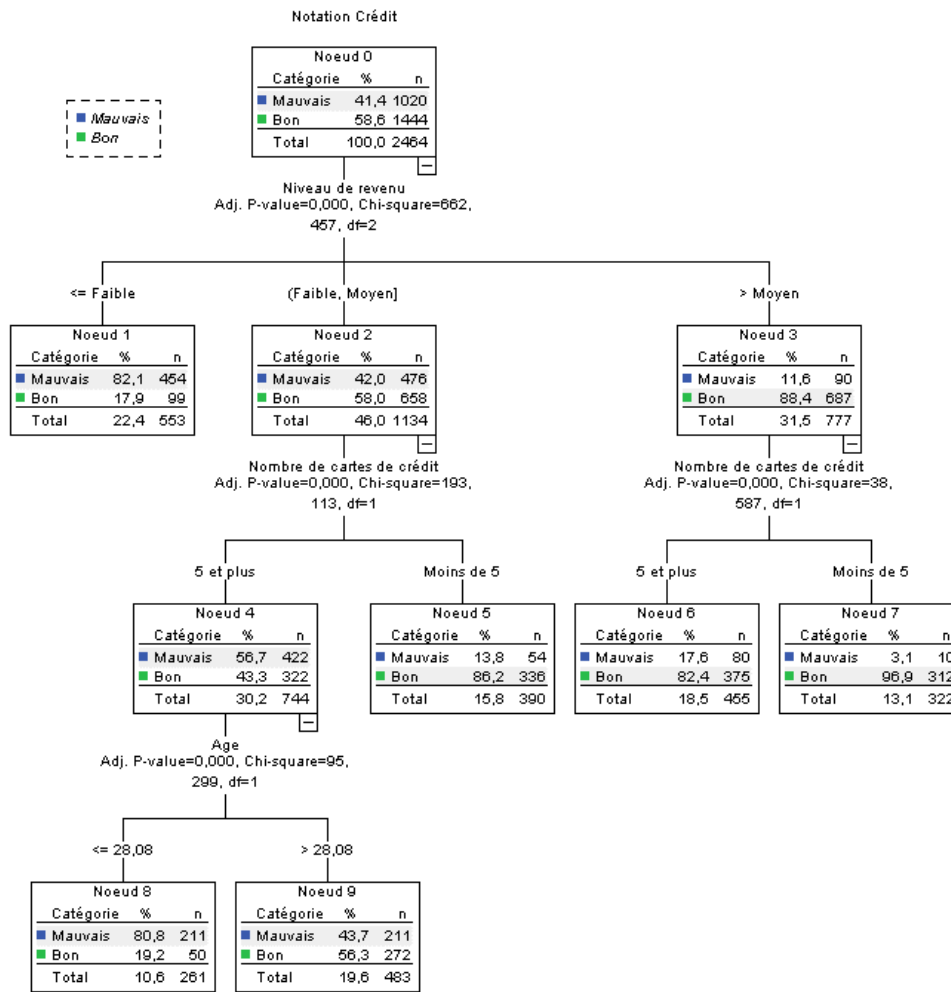 Notation Crédit
Mauvais
Bon
Noeud 0
Catégorie % n
Mauvais 41,4 1020
Bon 58,6 1444
Total 100,0 2464
Niveau de revenu
Adj. P-value=0,000, Chi-square=662,
457, df=2
<= Faible
(Faible, Moyen]
> Moyen
Noeud 1
Catégorie % n
Mauvais 82,1 454
Bon 17,9 99
Total 22,4 553
Noeud 2
Catégorie % n
Mauvais 42,0 476
Bon 58,0 658
Total 46,0 1134
Noeud 3
Catégorie % n
Mauvais 11,6 90
Bon 88,4 687
Total 31,5 777
Nombre de cartes de crédit
Adj. P-value=0,000, Chi-square=193,
113, df=1
Nombre de cartes de crédit
Adj. P-value=0,000, Chi-square=38,
587, df=1
5 et plus
Moins de 5
5 et plus
Moins de 5
Noeud 4
Catégorie % n
Mauvais 56,7 422
Bon 43,3 322
Total 30,2 744
Noeud 5
Catégorie % n
Mauvais 13,8 54
Bon 86,2 336
Total 15,8 390
Noeud 6
Catégorie % n
Mauvais 17,6 80
Bon 82,4 375
Total 18,5 455
Noeud 7
Catégorie % n
Mauvais 3,1 10
Bon 96,9 312
Total 13,1 322
Age
Adj. P-value=0,000, Chi-square=95,
299, df=1
<= 28,08
> 28,08
Noeud 8
Catégorie % n
Mauvais 80,8 211
Bon 19,2 50
Total 10,6 261
Noeud 9
Catégorie % n
Mauvais 43,7 211
Bon 56,3 272
Total 19,6 483